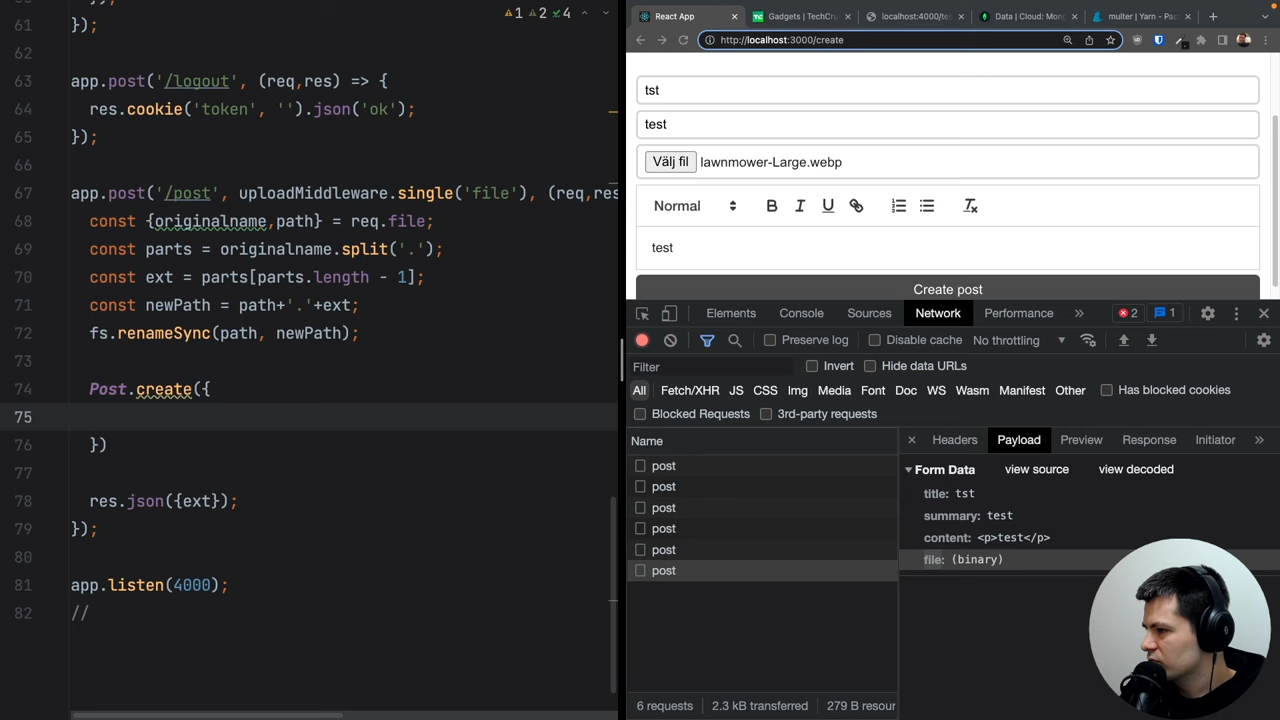 61 });
⚠1 ⚠2 ✓4
62
63 app.post('/logout', (req,res) => {
64 res.cookie('token', '').json('ok');
65 });
66
67 app.post('/post', uploadMiddleware.single('file'), (req,res
68 const {originalname,path} = req.file;
69 const parts = originalname.split('.');
70 const ext = parts[parts.length - 1];
71 const newPath = path+'.'+ext;
72 fs.renameSync(path, newPath);
73
74 Post.create({
75
76 })
77
78 res.json({ext});
79 });
80
81 app.listen(4000);
82 //
React App
Gadgets | TechCru
localhost:4000/te
Data | Cloud: Mong
multer | Yarn - Pac
http://localhost:3000/create
tst
test
Välj fil lawnmower-Large.webp
Normal B I U
test
Create post
Elements Console Sources Network Performance » 2 1
Preserve log Disable cache No throttling
Filter Invert Hide data URLs
All Fetch/XHR JS CSS Img Media Font Doc WS Wasm Manifest Other Has blocked cookies
Blocked Requests 3rd-party requests
Name
post
post
post
post
post
post
6 requests 2.3 kB transferred 279 B resour
× Headers Payload Preview Response Initiator »
Form Data view source view decoded
title: tst
summary: test
content: <p>test</p>
file: (binary)